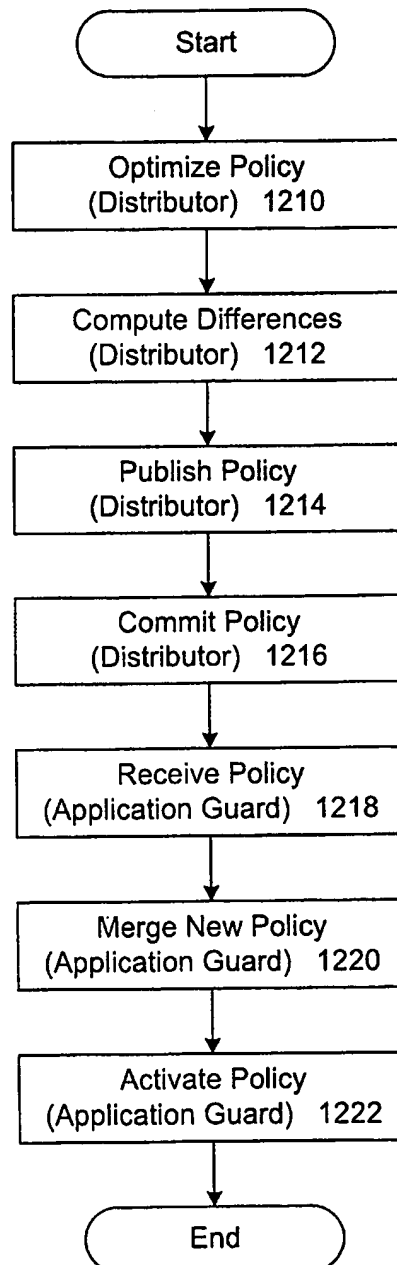 Start
Optimize Policy
(Distributor) 1210
Compute Differences
(Distributor) 1212
Publish Policy
(Distributor) 1214
Commit Policy
(Distributor) 1216
Receive Policy
(Application Guard) 1218
Merge New Policy
(Application Guard) 1220
Activate Policy
(Application Guard) 1222
End